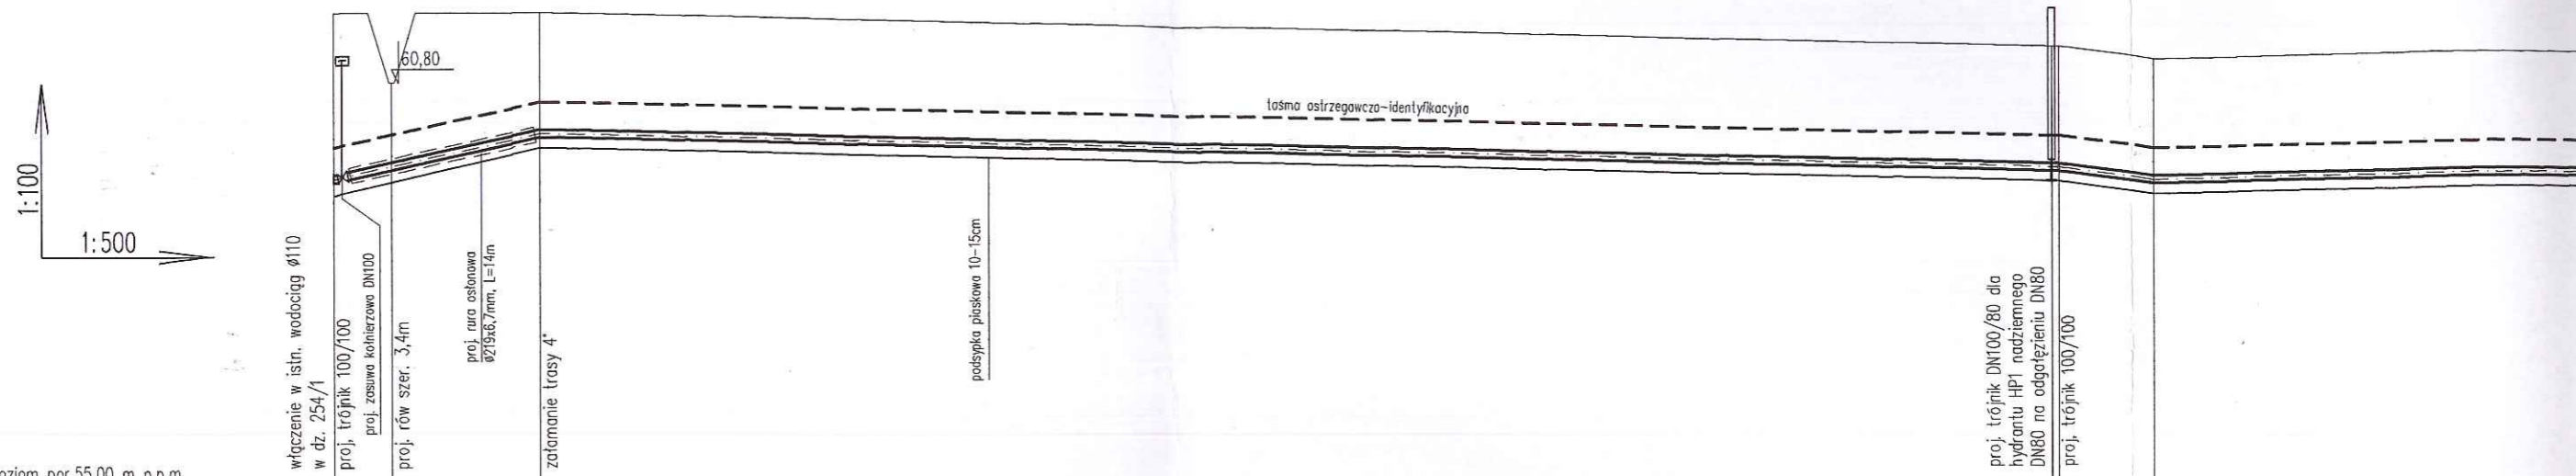 60,80
taśma ostrzegawczo-identyfikacyjna
1:100
1:500
włączenie w istn. wodociąg ø110
w dz. 254/1
proj. trójnik 100/100
proj. zasuwa kołnierzowa DN100
proj. rów szer. 3,4m
proj. rura osłonowa
ø219x6,7mm, L=14m
załamanie trasy 4°
podsypka piaskowa 10-15cm
proj. trójnik DN100/80 dla
hydrantu HP1 nadziemnego
DN80 na odgałęzieniu DN80
proj. trójnik 100/100
por.55,00 m n.p.m.